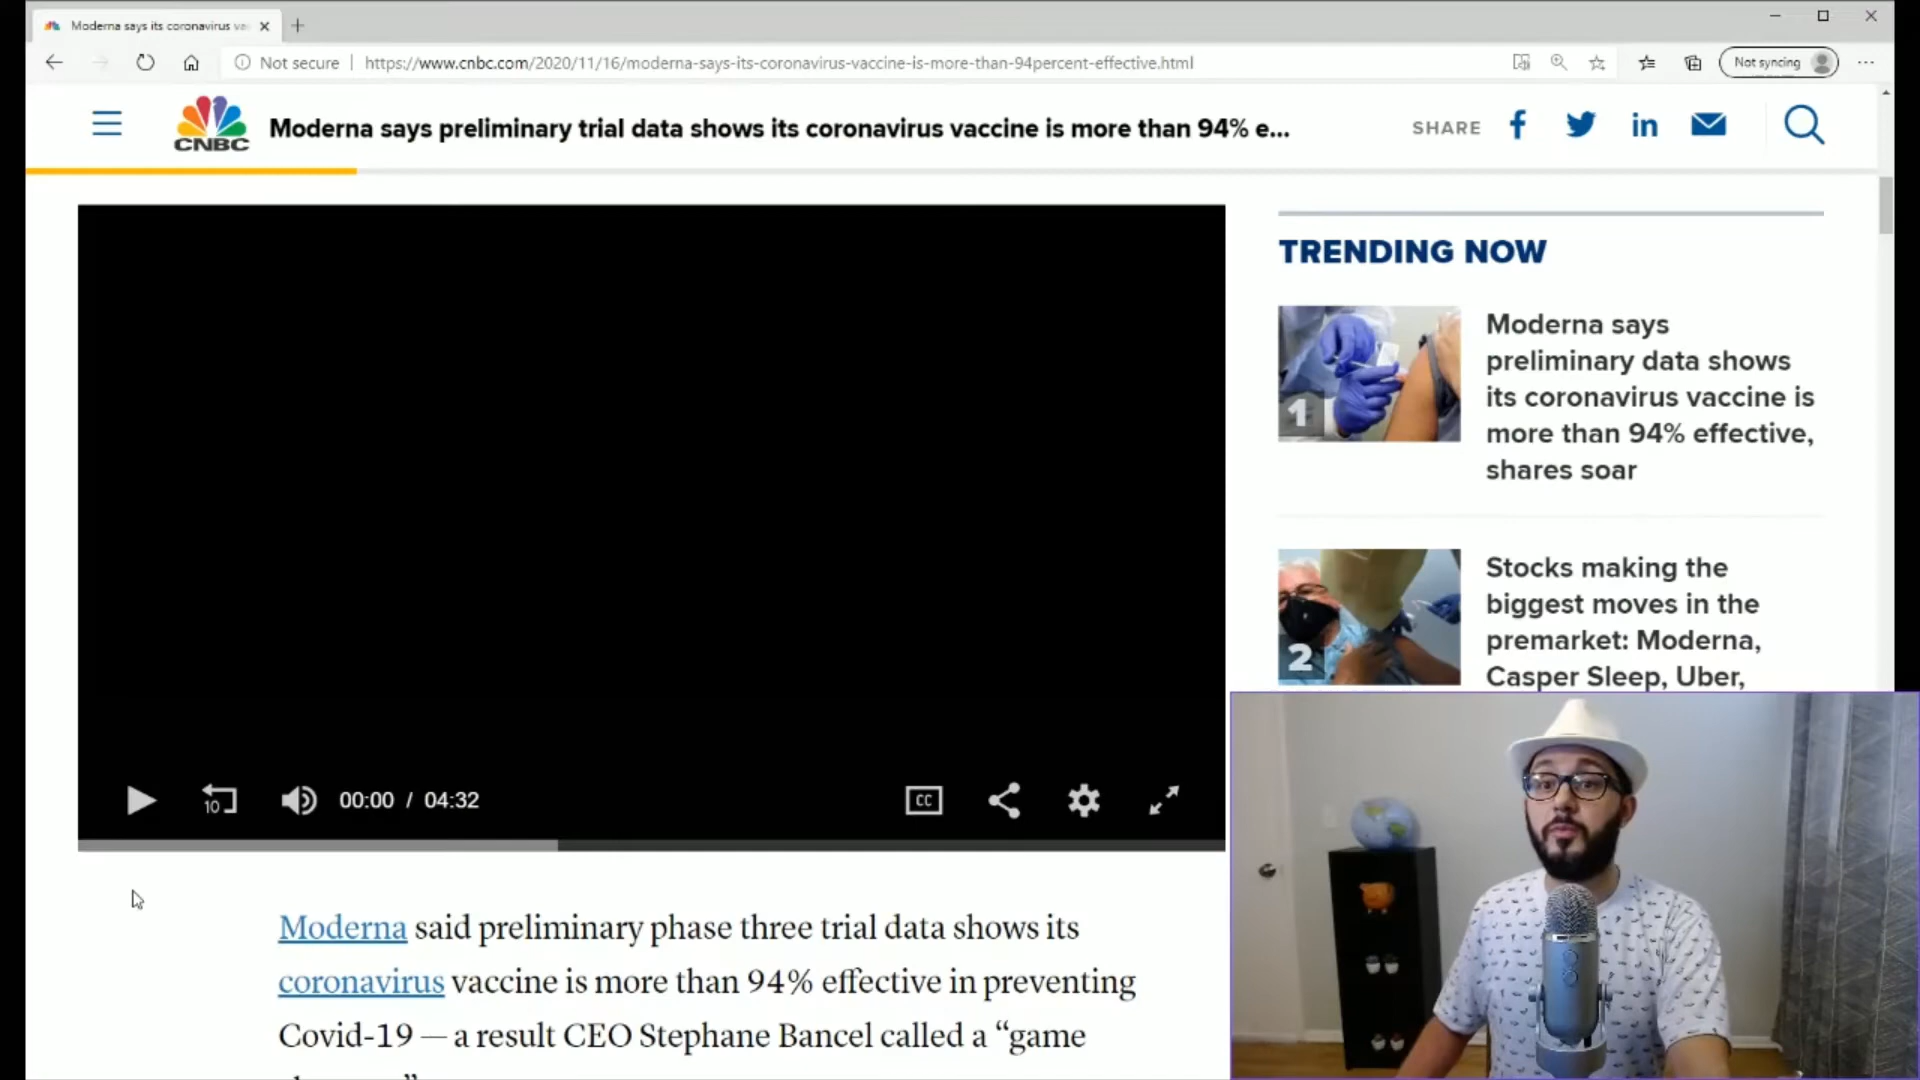 Moderna says its coronavirus va
Not secure
https://www.cnbc.com/2020/11/16/moderna-says-its-coronavirus-vaccine-is-more-than-94percent-effective.html
Not syncing
CNBC
Moderna says preliminary trial data shows its coronavirus vaccine is more than 94% e...
SHARE
TRENDING NOW
1
Moderna says
preliminary data shows
its coronavirus vaccine is
more than 94% effective,
shares soar
2
Stocks making the
biggest moves in the
premarket: Moderna,
Casper Sleep, Uber,
10
00:00 / 04:32
CC
Moderna said preliminary phase three trial data shows its
coronavirus vaccine is more than 94% effective in preventing
Covid-19 — a result CEO Stephane Bancel called a “game